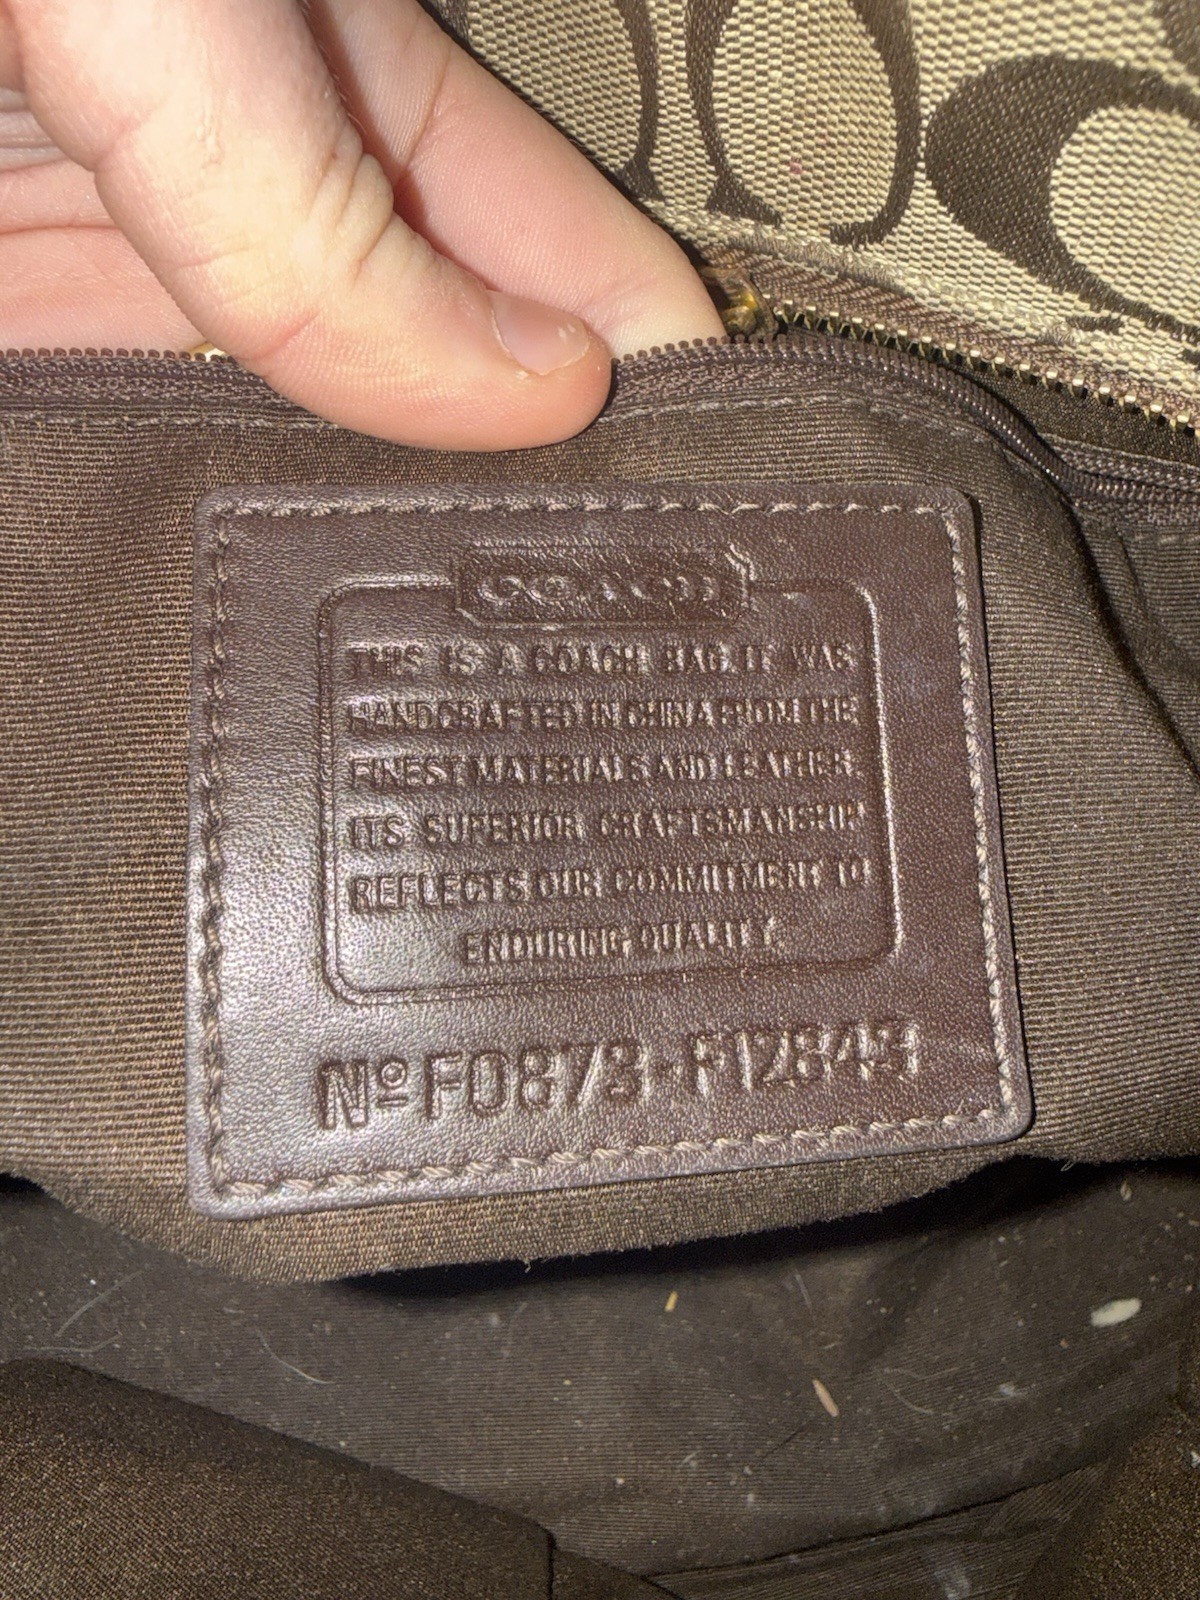 COACH
THIS IS A COACH BAG. IT WAS
HANDCRAFTED IN CHINA FROM THE
FINEST MATERIALS AND LEATHER.
ITS SUPERIOR CRAFTSMANSHIP
REFLECTS OUR COMMITMENT TO
ENDURING QUALITY.
Nº F0873-F12843